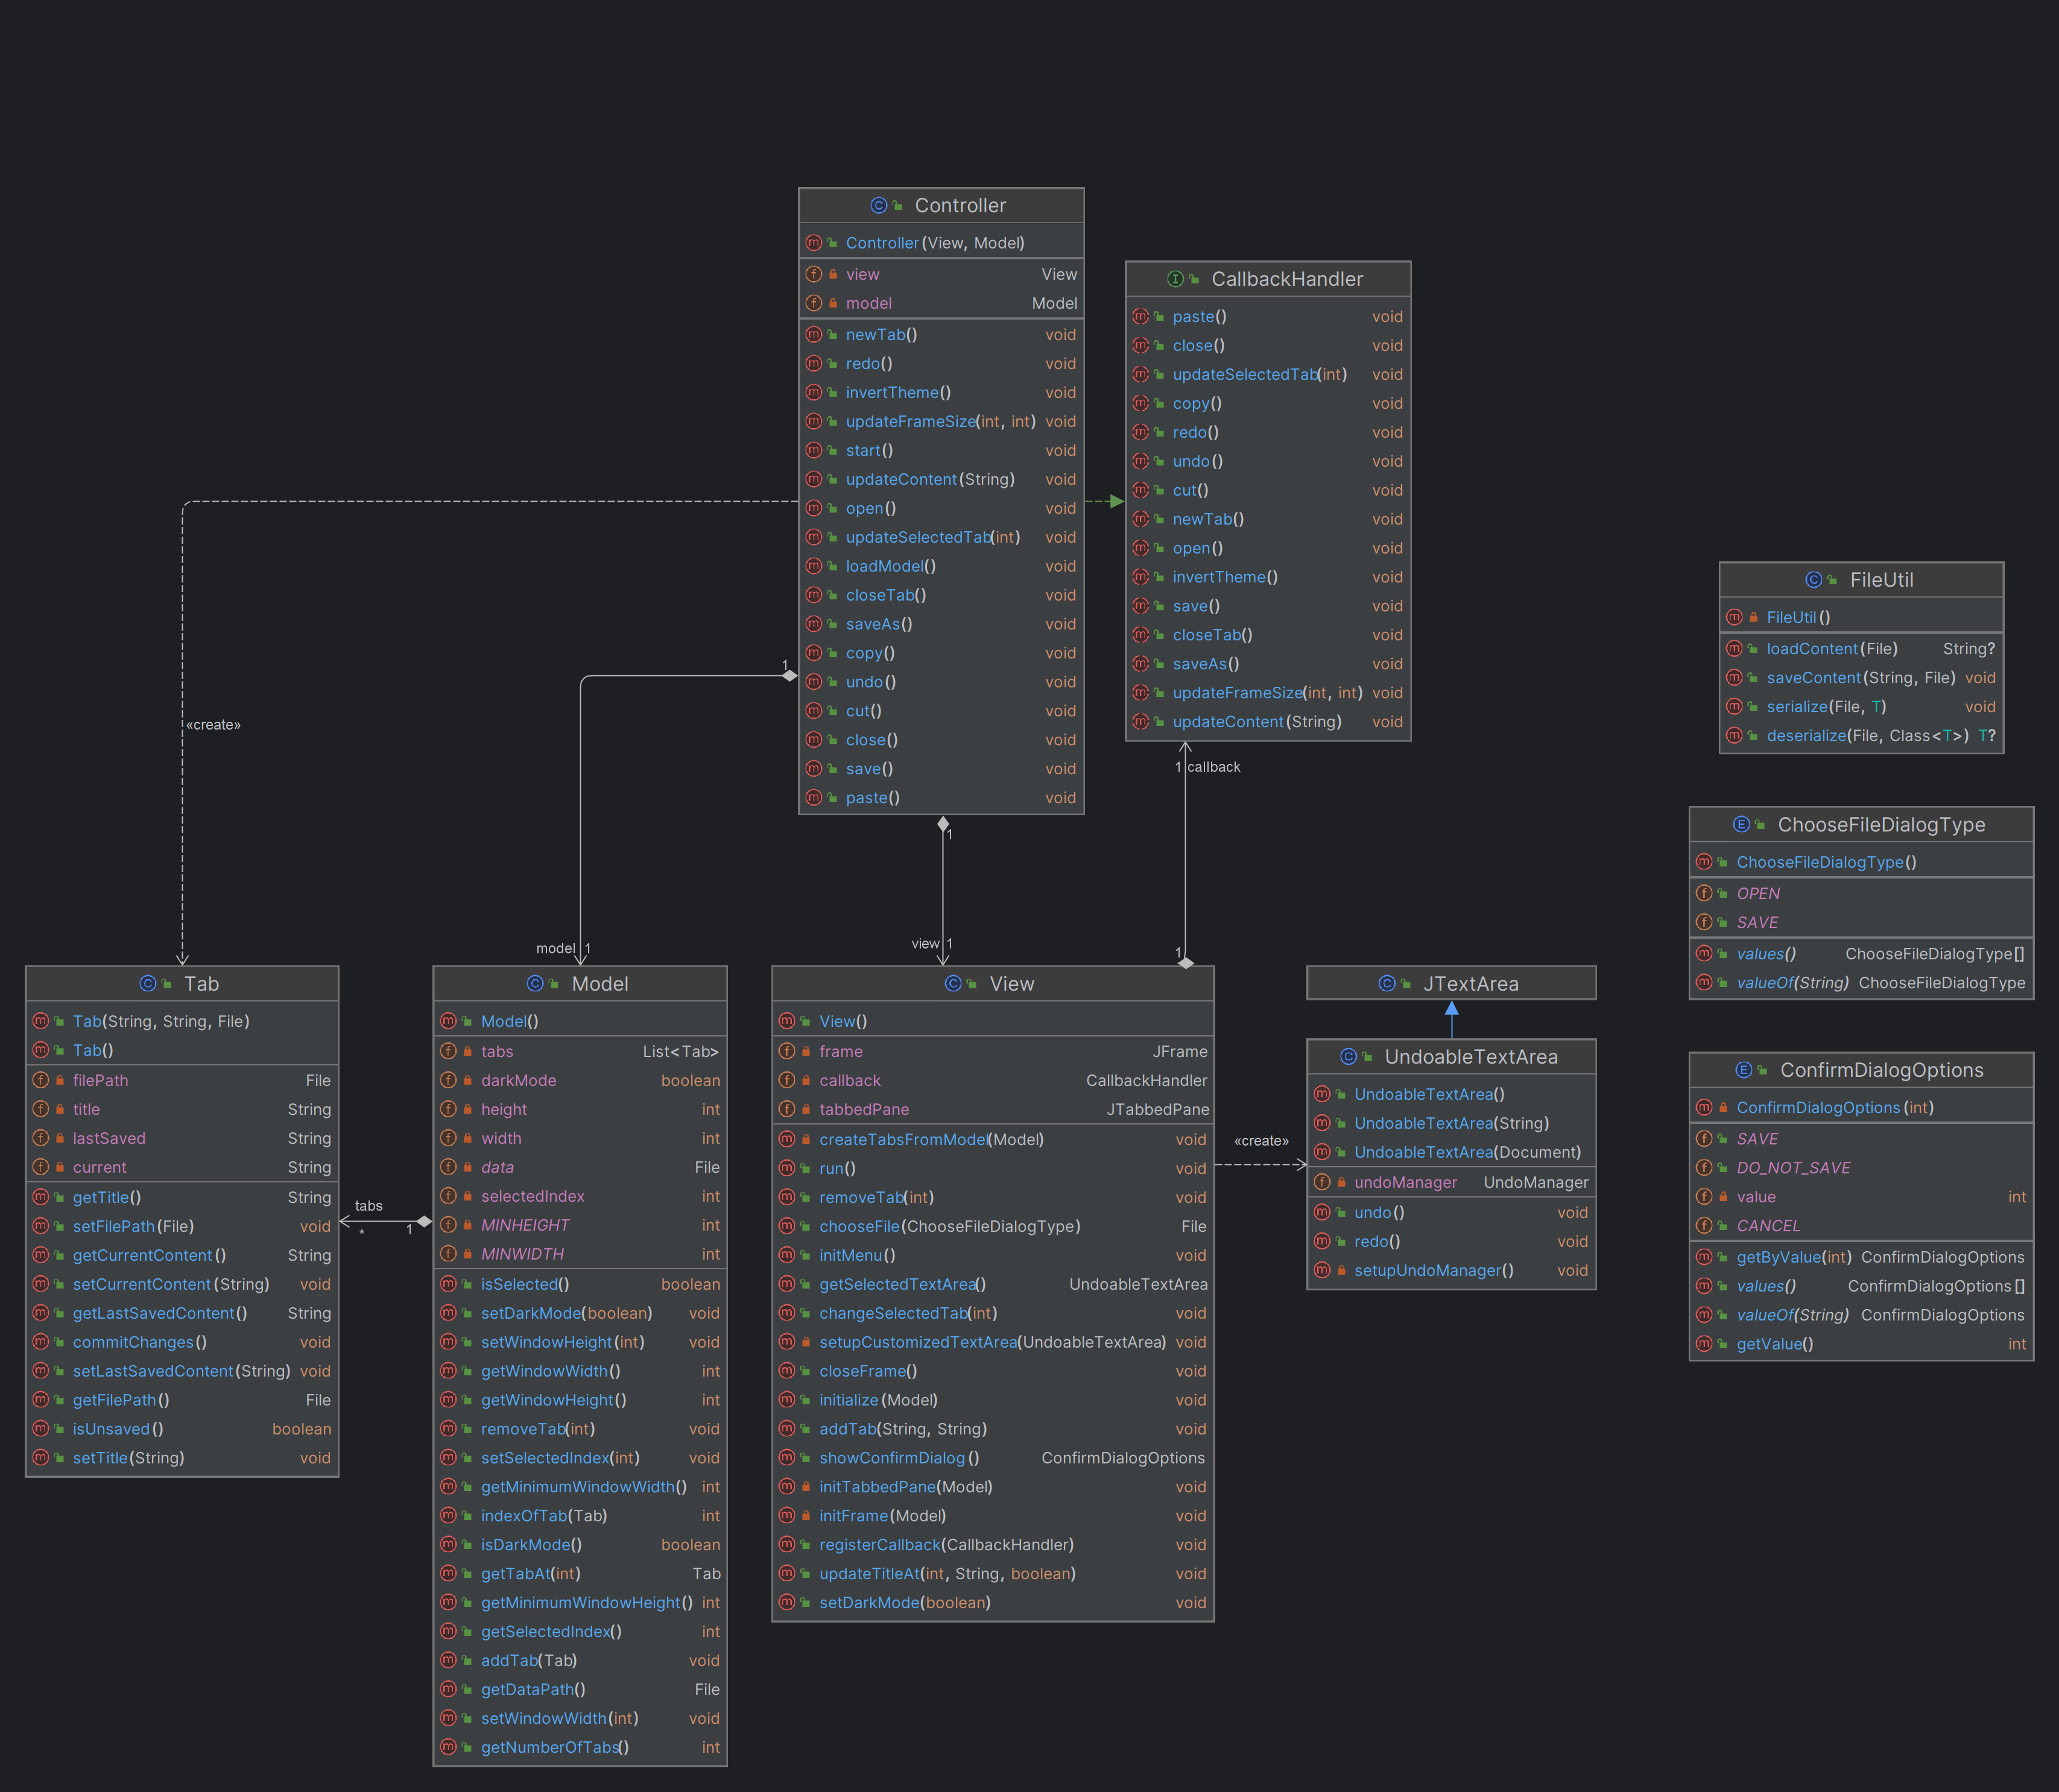 Controller
Controller(View, Model)
view View
model Model
newTab() void
redo() void
invertTheme() void
updateFrameSize(int, int) void
start() void
updateContent(String) void
open() void
updateSelectedTab(int) void
loadModel() void
closeTab() void
saveAs() void
copy() void
undo() void
cut() void
close() void
save() void
paste() void
CallbackHandler
paste() void
close() void
updateSelectedTab(int) void
copy() void
redo() void
undo() void
cut() void
newTab() void
open() void
invertTheme() void
save() void
closeTab() void
saveAs() void
updateFrameSize(int, int) void
updateContent(String) void
FileUtil
FileUtil()
loadContent(File) String?
saveContent(String, File) void
serialize(File, T) void
deserialize(File, Class<T>) T?
ChooseFileDialogType
ChooseFileDialogType()
OPEN
SAVE
values() ChooseFileDialogType[]
valueOf(String) ChooseFileDialogType
ConfirmDialogOptions
ConfirmDialogOptions(int)
SAVE
DO_NOT_SAVE
value int
CANCEL
getByValue(int) ConfirmDialogOptions
values() ConfirmDialogOptions[]
valueOf(String) ConfirmDialogOptions
getValue() int
«create»
1
model 1
1
view 1
1 callback
1
Tab
Tab(String, String, File)
Tab()
filePath File
title String
lastSaved String
current String
getTitle() String
setFilePath(File) void
getCurrentContent() String
setCurrentContent(String) void
getLastSavedContent() String
commitChanges() void
setLastSavedContent(String) void
getFilePath() File
isUnsaved() boolean
setTitle(String) void
tabs
* 1
Model
Model()
tabs List<Tab>
darkMode boolean
height int
width int
data File
selectedIndex int
MINHEIGHT int
MINWIDTH int
isSelected() boolean
setDarkMode(boolean) void
setWindowHeight(int) void
getWindowWidth() int
getWindowHeight() int
removeTab(int) void
setSelectedIndex(int) void
getMinimumWindowWidth() int
indexOfTab(Tab) int
isDarkMode() boolean
getTabAt(int) Tab
getMinimumWindowHeight() int
getSelectedIndex() int
addTab(Tab) void
getDataPath() File
setWindowWidth(int) void
getNumberOfTabs() int
View
View()
frame JFrame
callback CallbackHandler
tabbedPane JTabbedPane
createTabsFromModel(Model) void
run() void
removeTab(int) void
chooseFile(ChooseFileDialogType) File
initMenu() void
getSelectedTextArea() UndoableTextArea
changeSelectedTab(int) void
setupCustomizedTextArea(UndoableTextArea) void
closeFrame() void
initialize(Model) void
addTab(String, String) void
showConfirmDialog() ConfirmDialogOptions
initTabbedPane(Model) void
initFrame(Model) void
registerCallback(CallbackHandler) void
updateTitleAt(int, String, boolean) void
setDarkMode(boolean) void
«create»
JTextArea
UndoableTextArea
UndoableTextArea()
UndoableTextArea(String)
UndoableTextArea(Document)
undoManager UndoManager
undo() void
redo() void
setupUndoManager() void